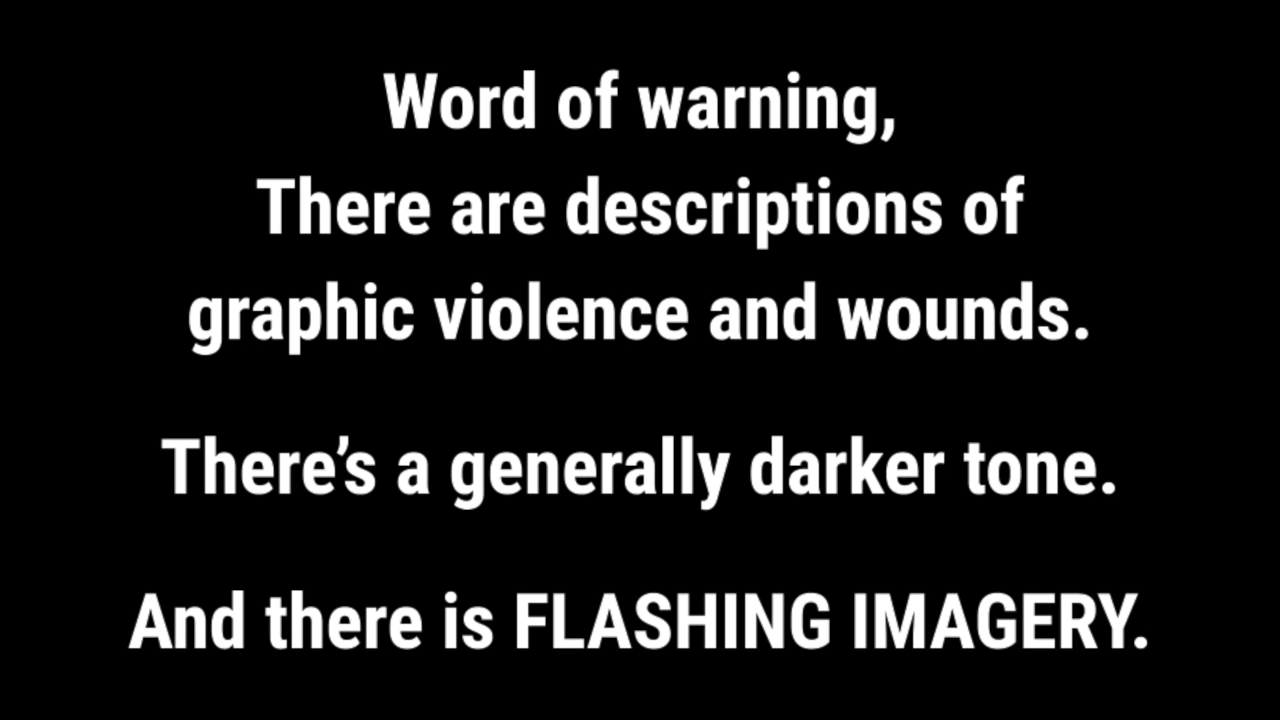 Word of warning,
There are descriptions of
graphic violence and wounds.
There’s a generally darker tone.
And there is FLASHING IMAGERY.